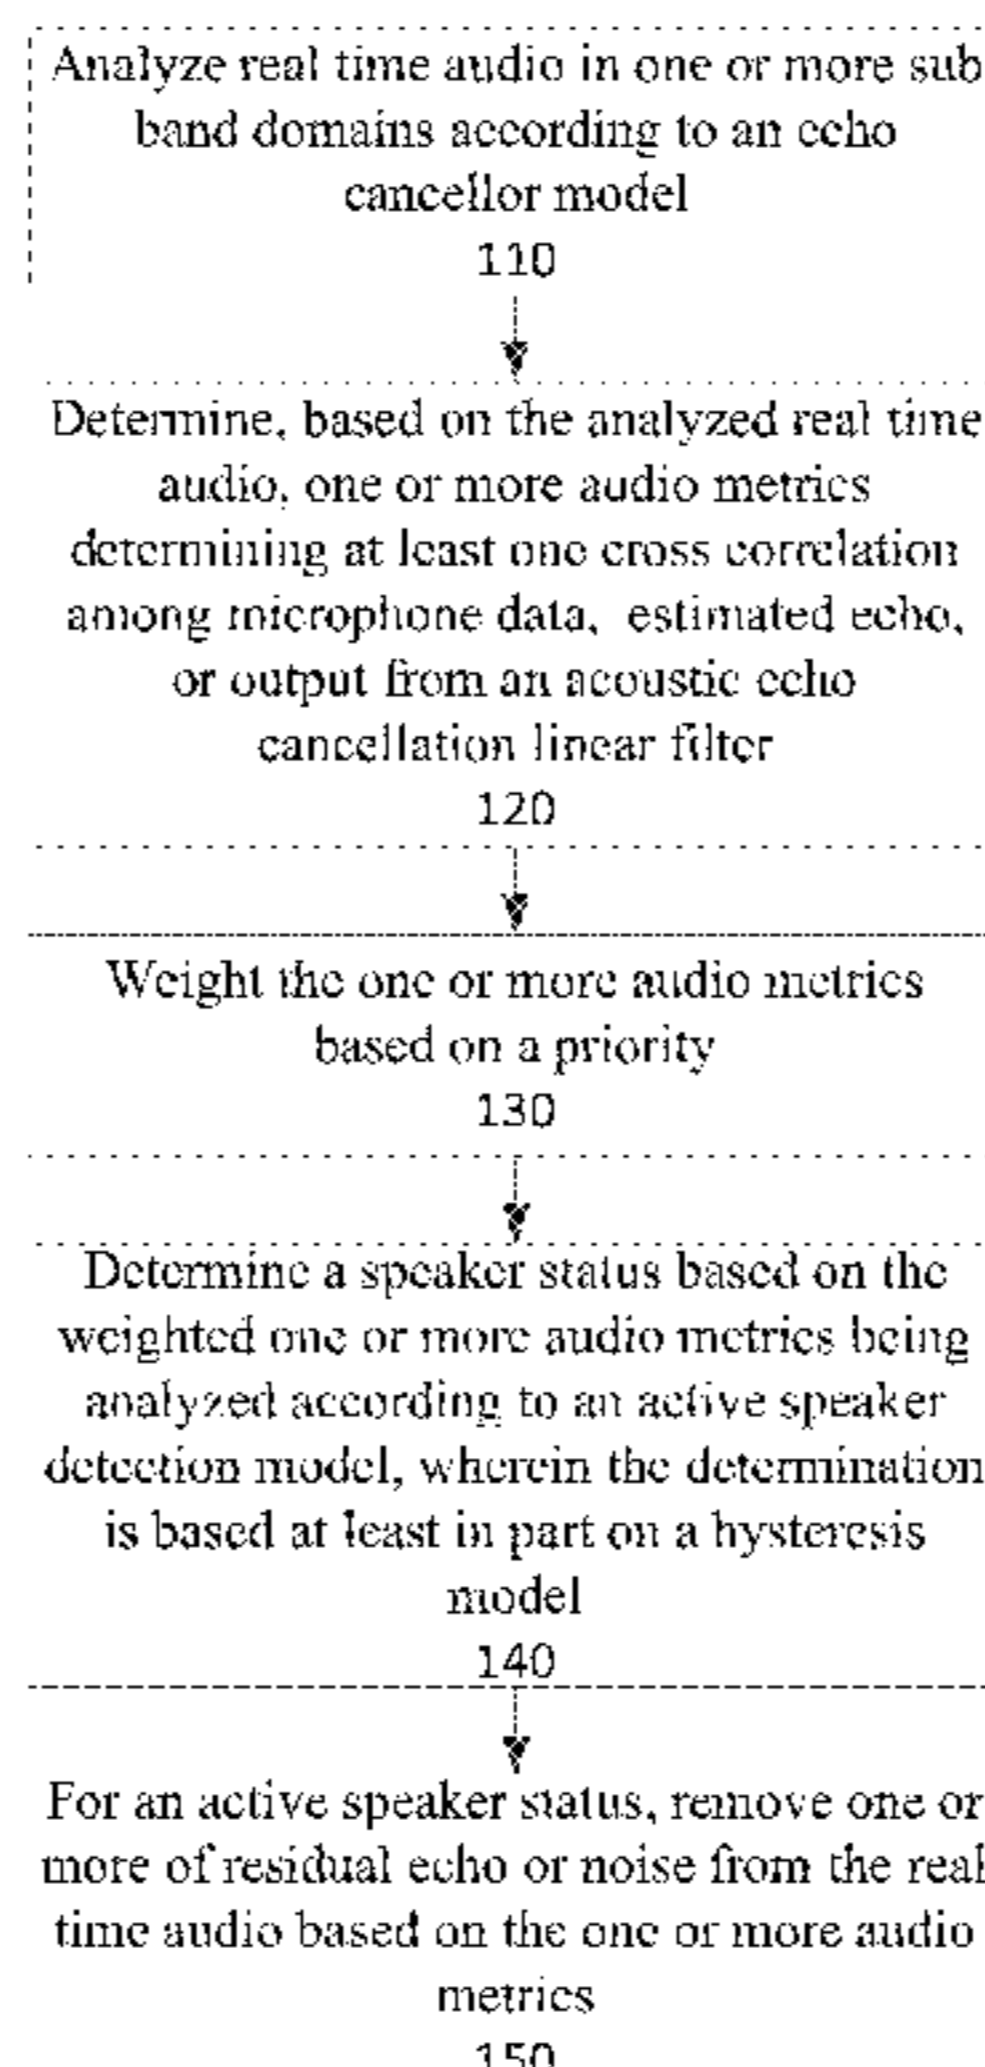 Analyze real time audio in one or more sub
band domains according to an echo
cancellor model
110
Determine, based on the analyzed real time
audio, one or more audio metrics
determining at least one cross correlation
among microphone data, estimated echo,
or output from an acoustic echo
cancellation linear filter
120
Weight the one or more audio metrics
based on a priority
130
Determine a speaker status based on the
weighted one or more audio metrics being
analyzed according to an active speaker
detection model, wherein the determination
is based at least in part on a hysteresis
model
140
For an active speaker status, remove one or
more of residual echo or noise from the real
time audio based on the one or more audio
metrics
150